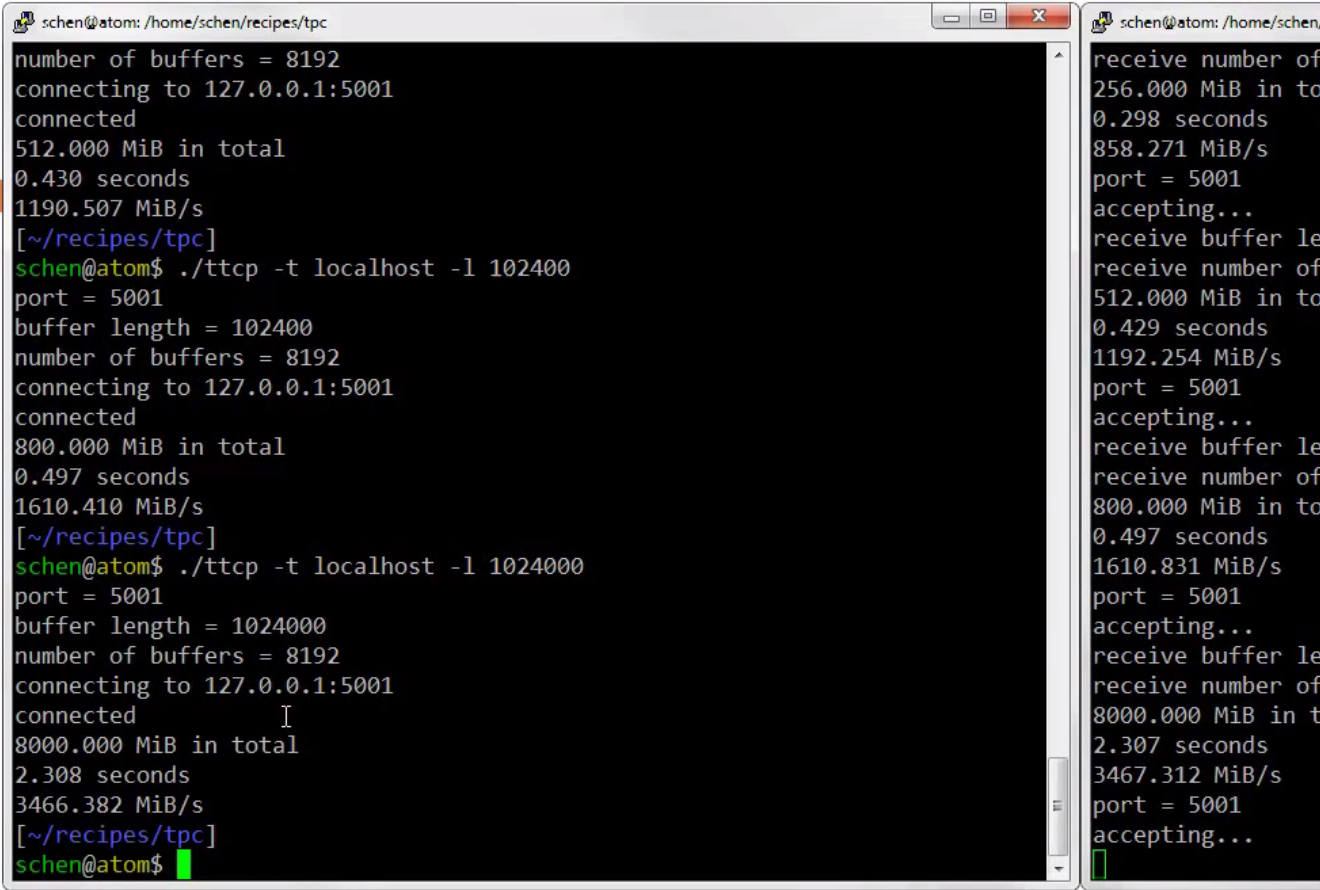 schen@atom: /home/schen/recipes/tpc
number of buffers = 8192
connecting to 127.0.0.1:5001
connected
512.000 MiB in total
0.430 seconds
1190.507 MiB/s
[~/recipes/tpc]
schen@atom$ ./ttcp -t localhost -l 102400
port = 5001
buffer length = 102400
number of buffers = 8192
connecting to 127.0.0.1:5001
connected
800.000 MiB in total
0.497 seconds
1610.410 MiB/s
[~/recipes/tpc]
schen@atom$ ./ttcp -t localhost -l 1024000
port = 5001
buffer length = 1024000
number of buffers = 8192
connecting to 127.0.0.1:5001
connected
8000.000 MiB in total
2.308 seconds
3466.382 MiB/s
[~/recipes/tpc]
schen@atom$
schen@atom: /home/schen/
receive number of
256.000 MiB in to
0.298 seconds
858.271 MiB/s
port = 5001
accepting...
receive buffer le
receive number of
512.000 MiB in to
0.429 seconds
1192.254 MiB/s
port = 5001
accepting...
receive buffer le
receive number of
800.000 MiB in to
0.497 seconds
1610.831 MiB/s
port = 5001
accepting...
receive buffer le
receive number of
8000.000 MiB in t
2.307 seconds
3467.312 MiB/s
port = 5001
accepting...